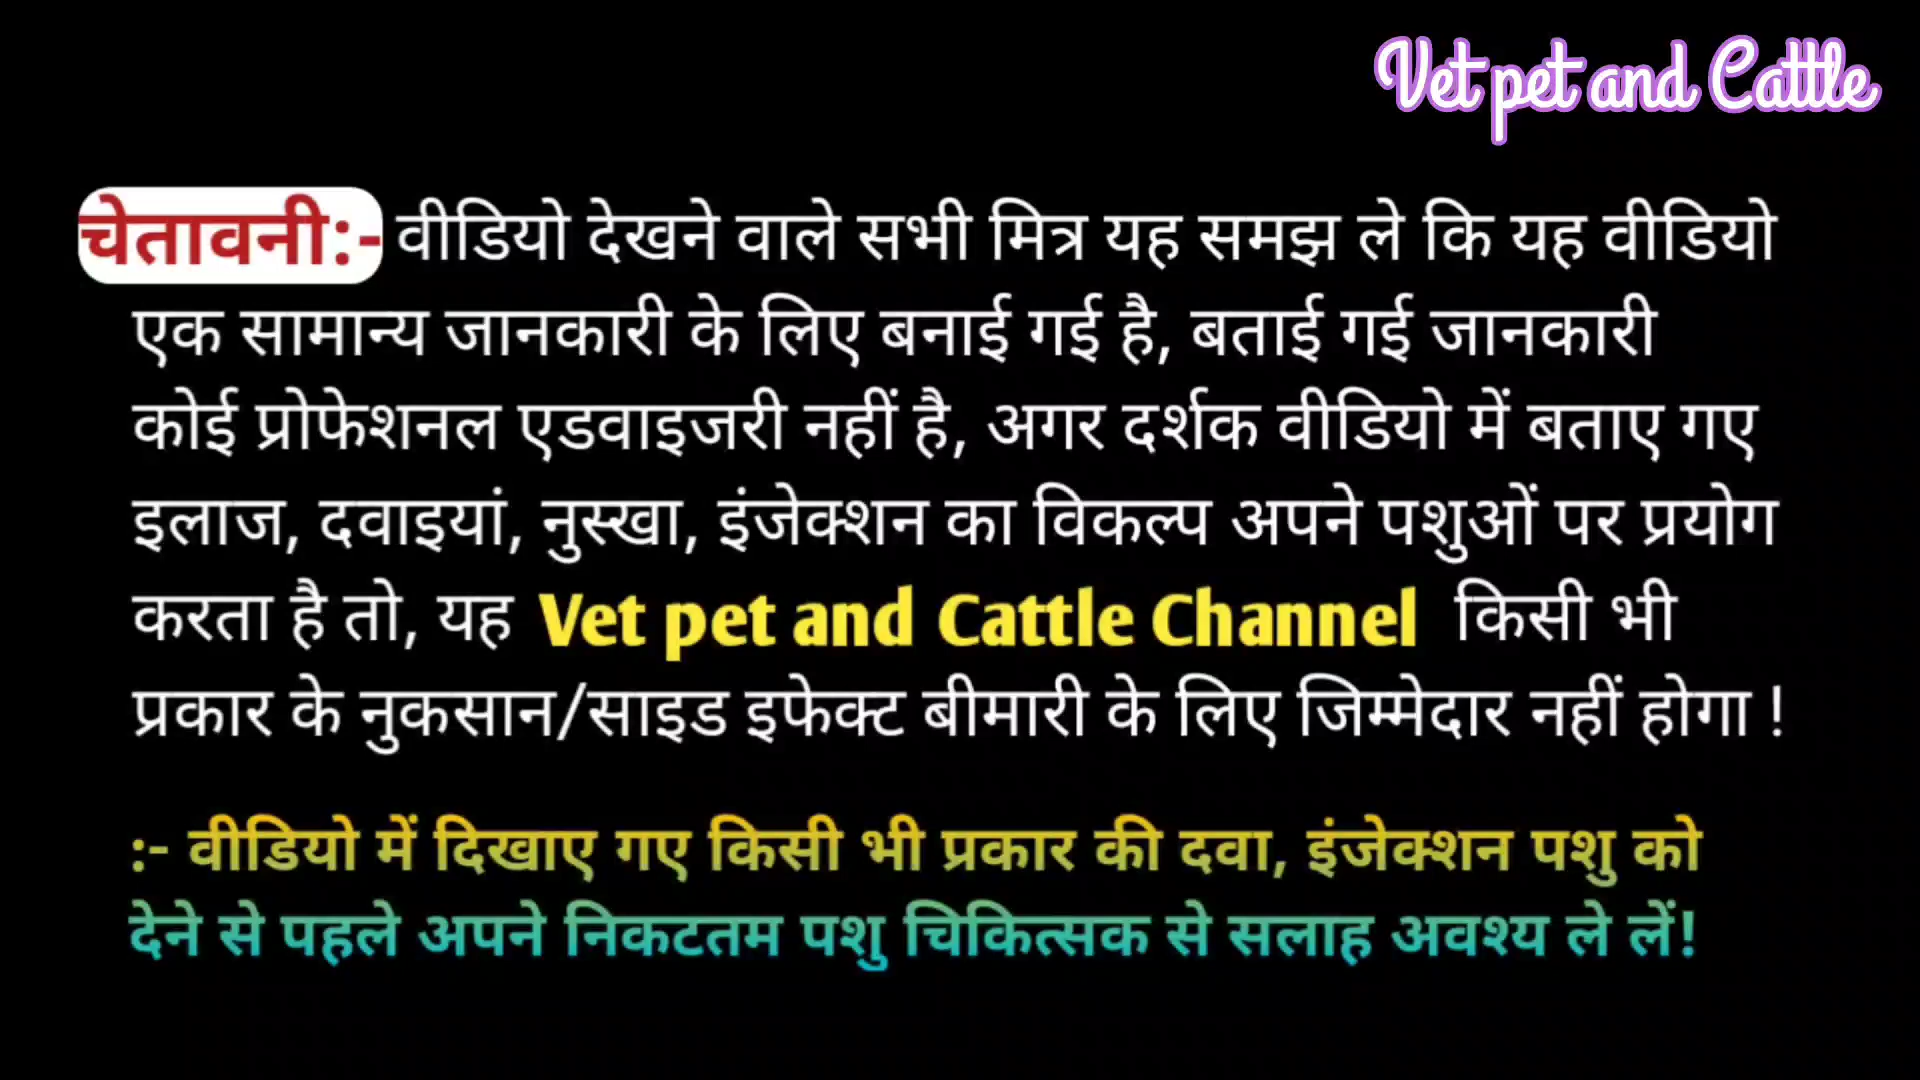 Vet pet and Cattle
चेतावनी:- वीडियो देखने वाले सभी मित्र यह समझ ले कि यह वीडियो
एक सामान्य जानकारी के लिए बनाई गई है, बताई गई जानकारी
कोई प्रोफेशनल एडवाइजरी नहीं है, अगर दर्शक वीडियो में बताए गए
इलाज, दवाइयां, नुस्खा, इंजेक्शन का विकल्प अपने पशुओं पर प्रयोग
करता है तो, यह Vet pet and Cattle Channel किसी भी
प्रकार के नुकसान/साइड इफेक्ट बीमारी के लिए जिम्मेदार नहीं होगा !
:- वीडियो में दिखाए गए किसी भी प्रकार की दवा, इंजेक्शन पशु को
देने से पहले अपने निकटतम पशु चिकित्सक से सलाह अवश्य ले लें!